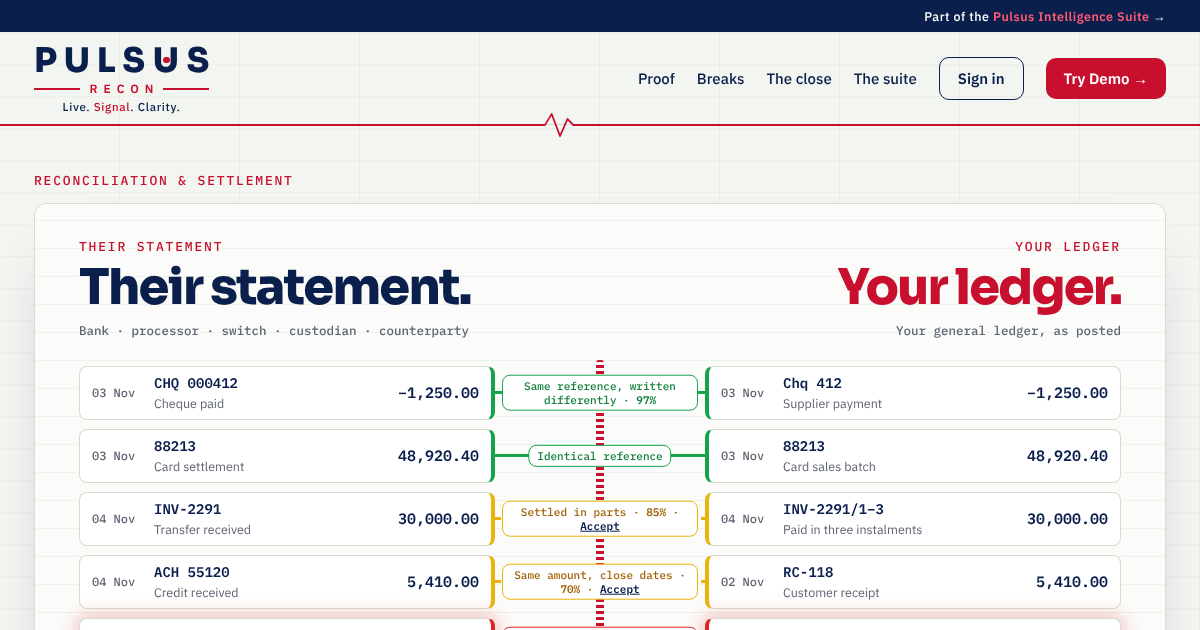 Part of the Pulsus Intelligence Suite →
PULSUS
RECON
Live. Signal. Clarity.
Proof Breaks The close The suite Sign in Try Demo →
RECONCILIATION & SETTLEMENT
THEIR STATEMENT
Their statement.
Bank · processor · switch · custodian · counterparty
YOUR LEDGER
Your ledger.
Your general ledger, as posted
03 Nov CHQ 000412 −1,250.00
Cheque paid
Same reference, written
differently · 97%
03 Nov Chq 412 −1,250.00
Supplier payment
03 Nov 88213 48,920.40
Card settlement
Identical reference
03 Nov 88213 48,920.40
Card sales batch
04 Nov INV-2291 30,000.00
Transfer received
Settled in parts · 85% ·
Accept
04 Nov INV-2291/1–3 30,000.00
Paid in three instalments
04 Nov ACH 55120 5,410.00
Credit received
Same amount, close dates ·
70% · Accept
02 Nov RC-118 5,410.00
Customer receipt